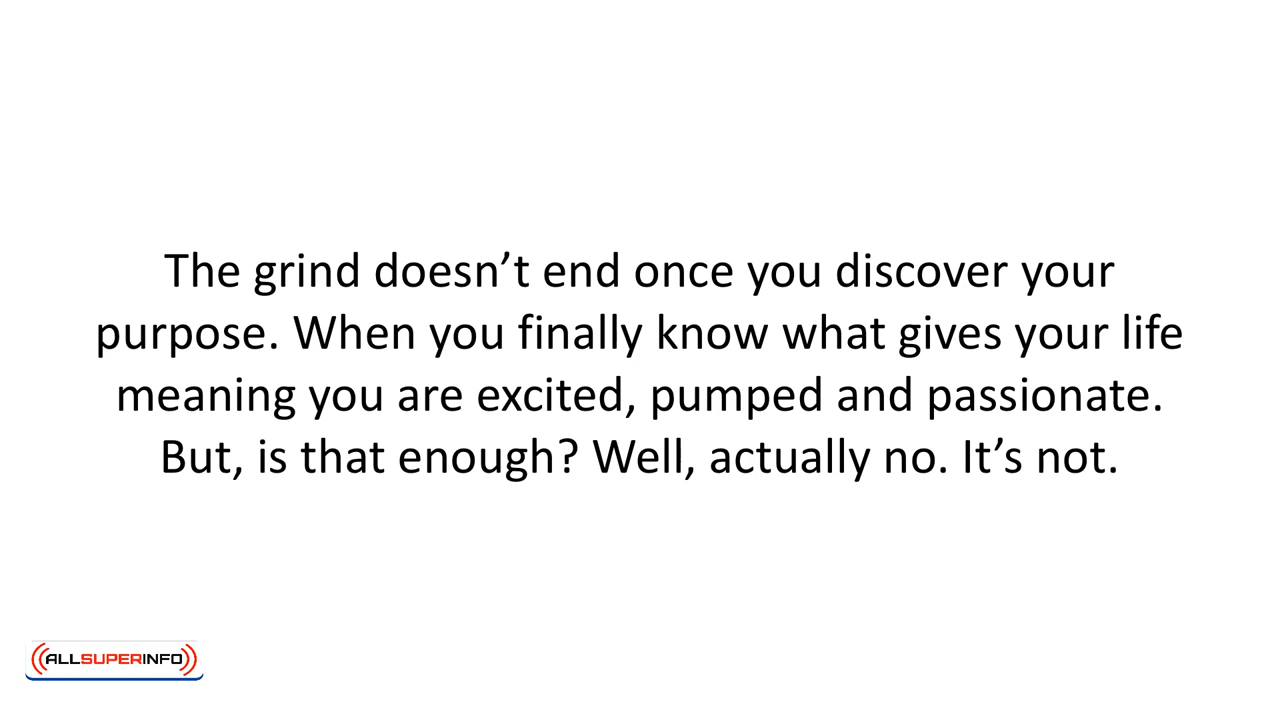 The grind doesn’t end once you discover your
purpose. When you finally know what gives your life
meaning you are excited, pumped and passionate.
But, is that enough? Well, actually no. It’s not.
ALLSUPERINFO